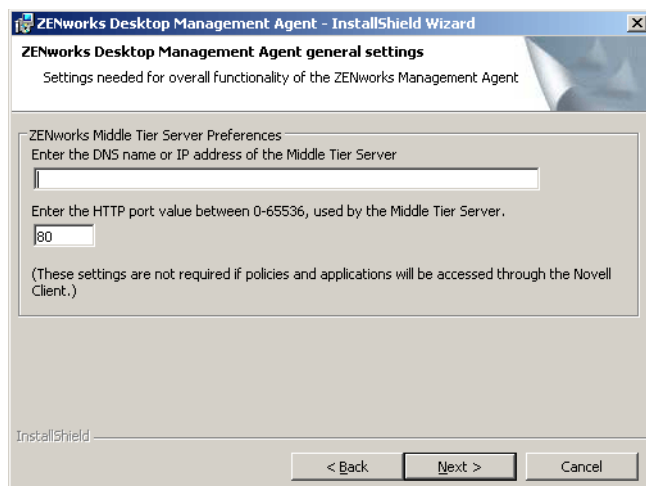 ZENworks Desktop Management Agent - InstallShield Wizard
ZENworks Desktop Management Agent general settings
Settings needed for overall functionality of the ZENworks Management Agent
ZENworks Middle Tier Server Preferences
Enter the DNS name or IP address of the Middle Tier Server
Enter the HTTP port value between 0-65536, used by the Middle Tier Server.
80
(These settings are not required if policies and applications will be accessed through the Novell
Client.)
InstallShield
< Back Next > Cancel